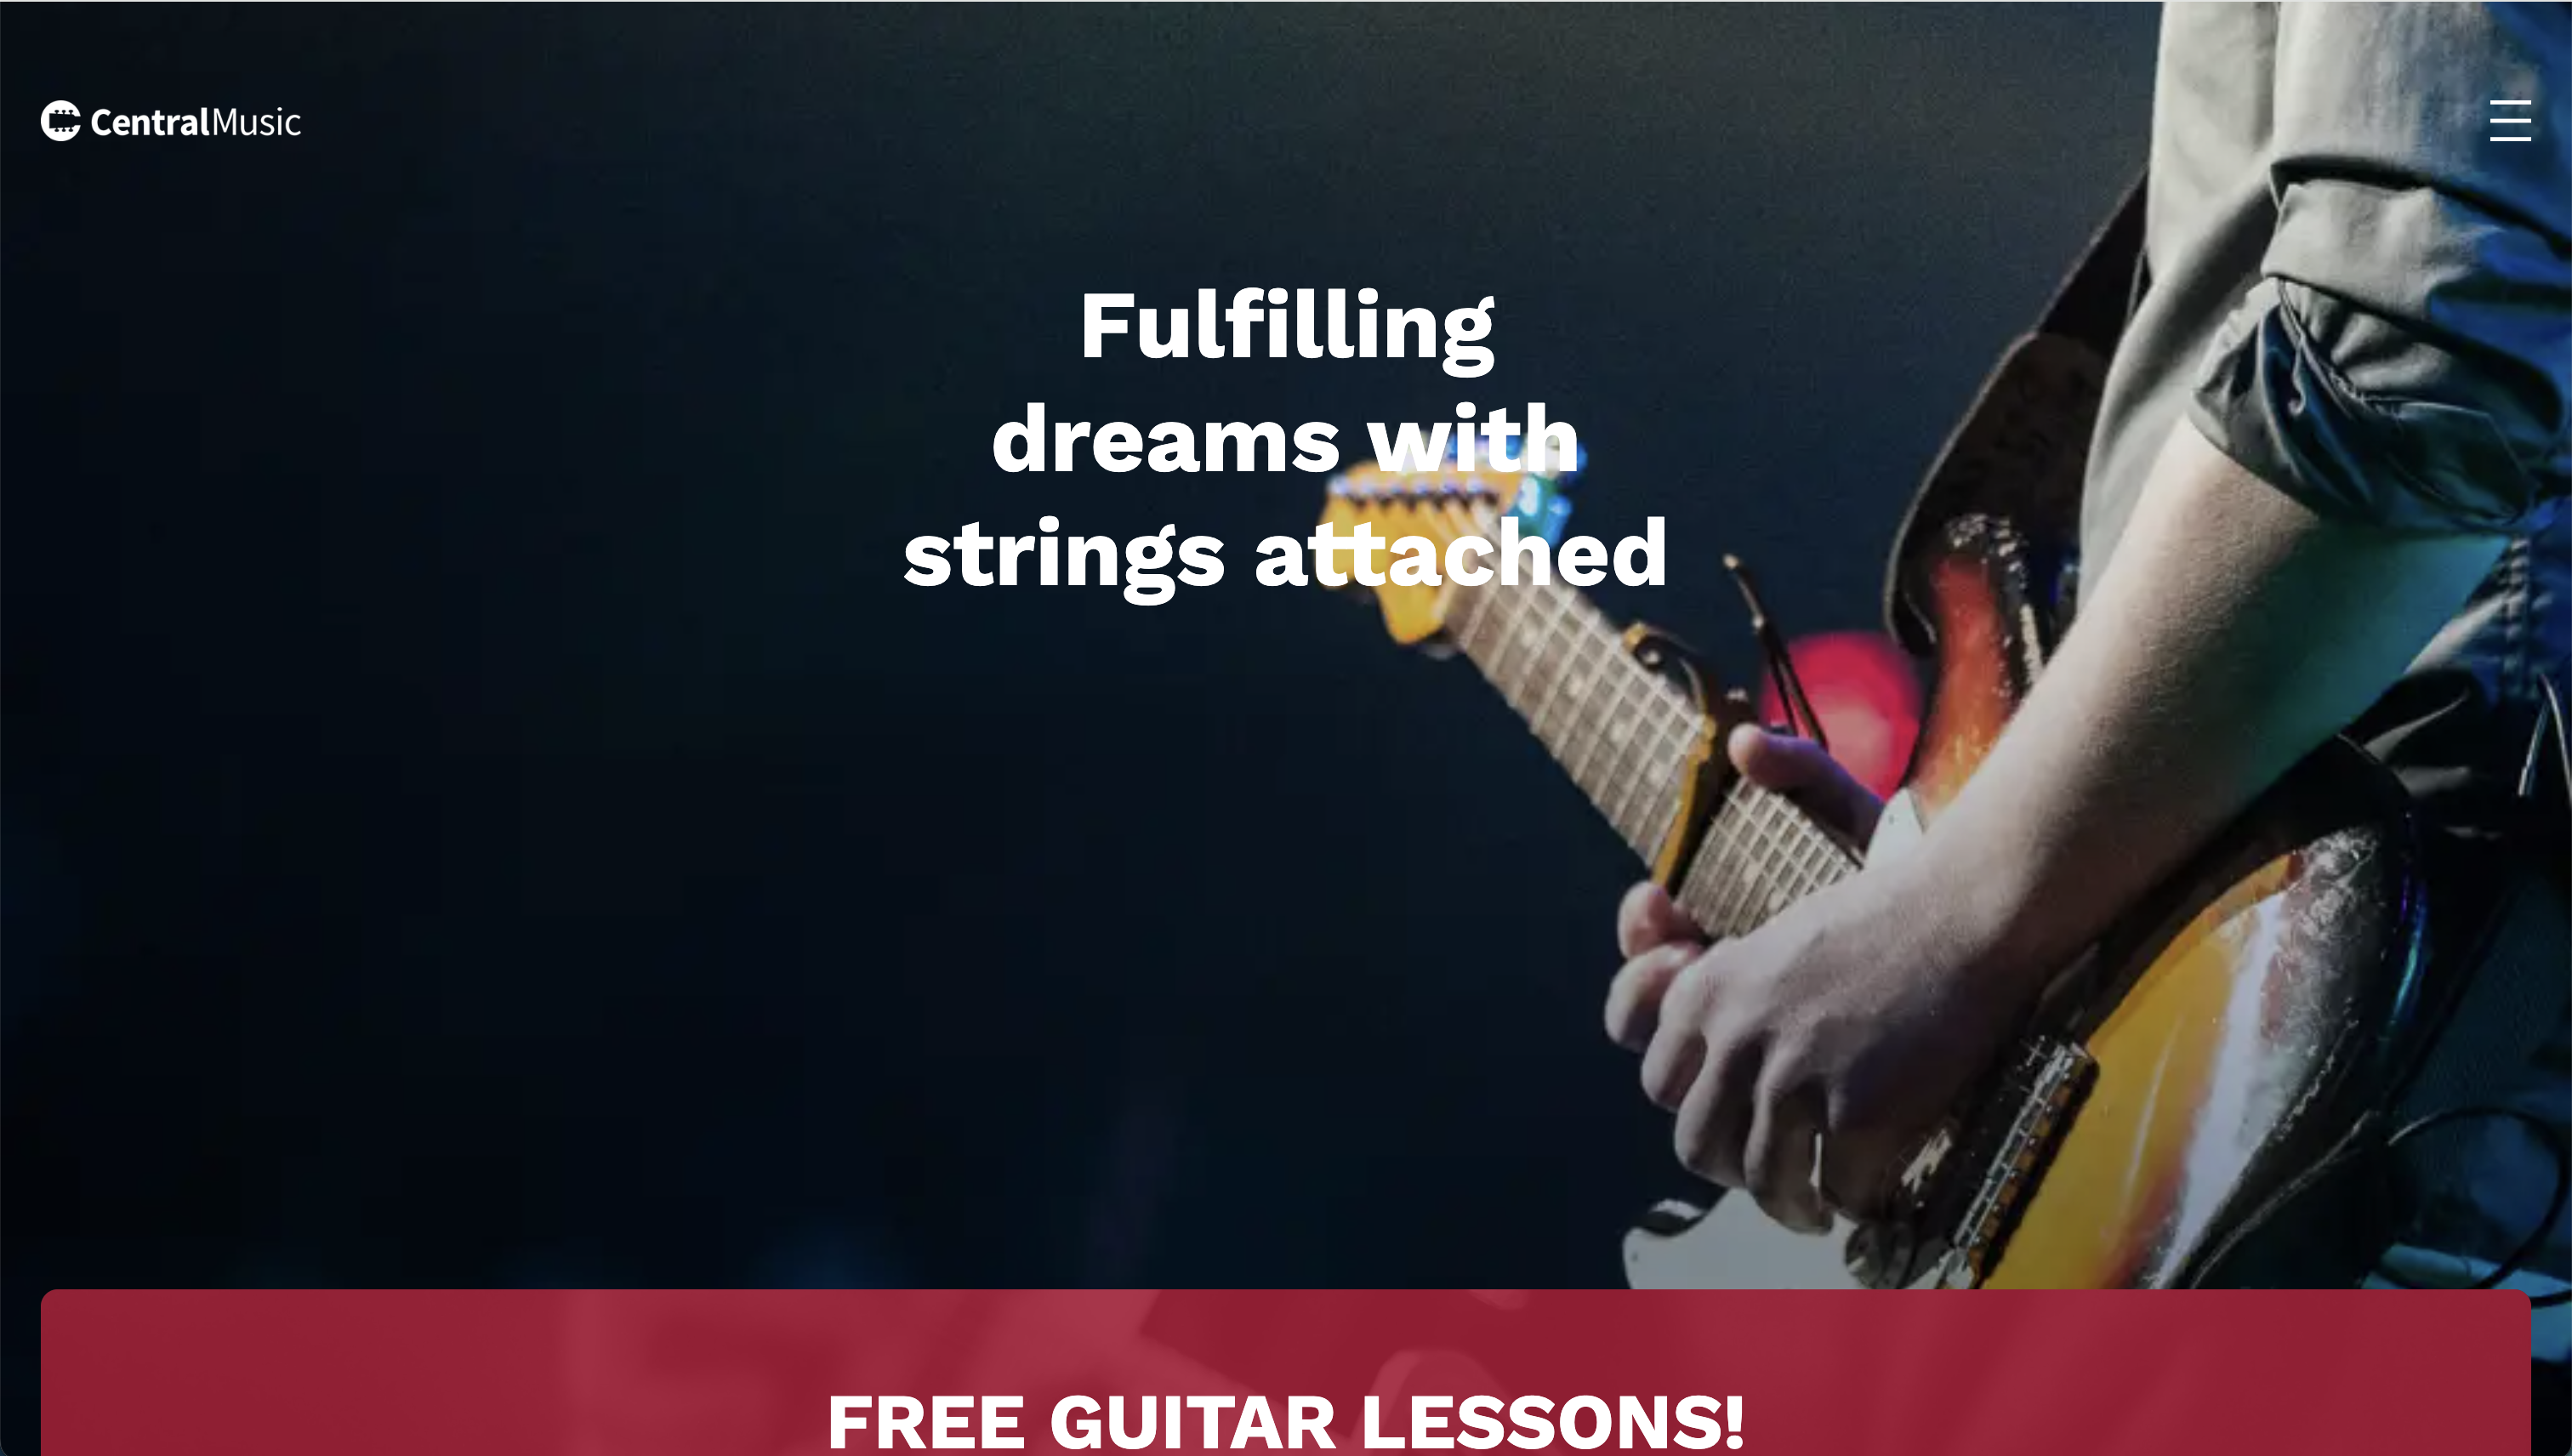 CentralMusic
Fulfilling
dreams with
strings attached
FREE GUITAR LESSONS!